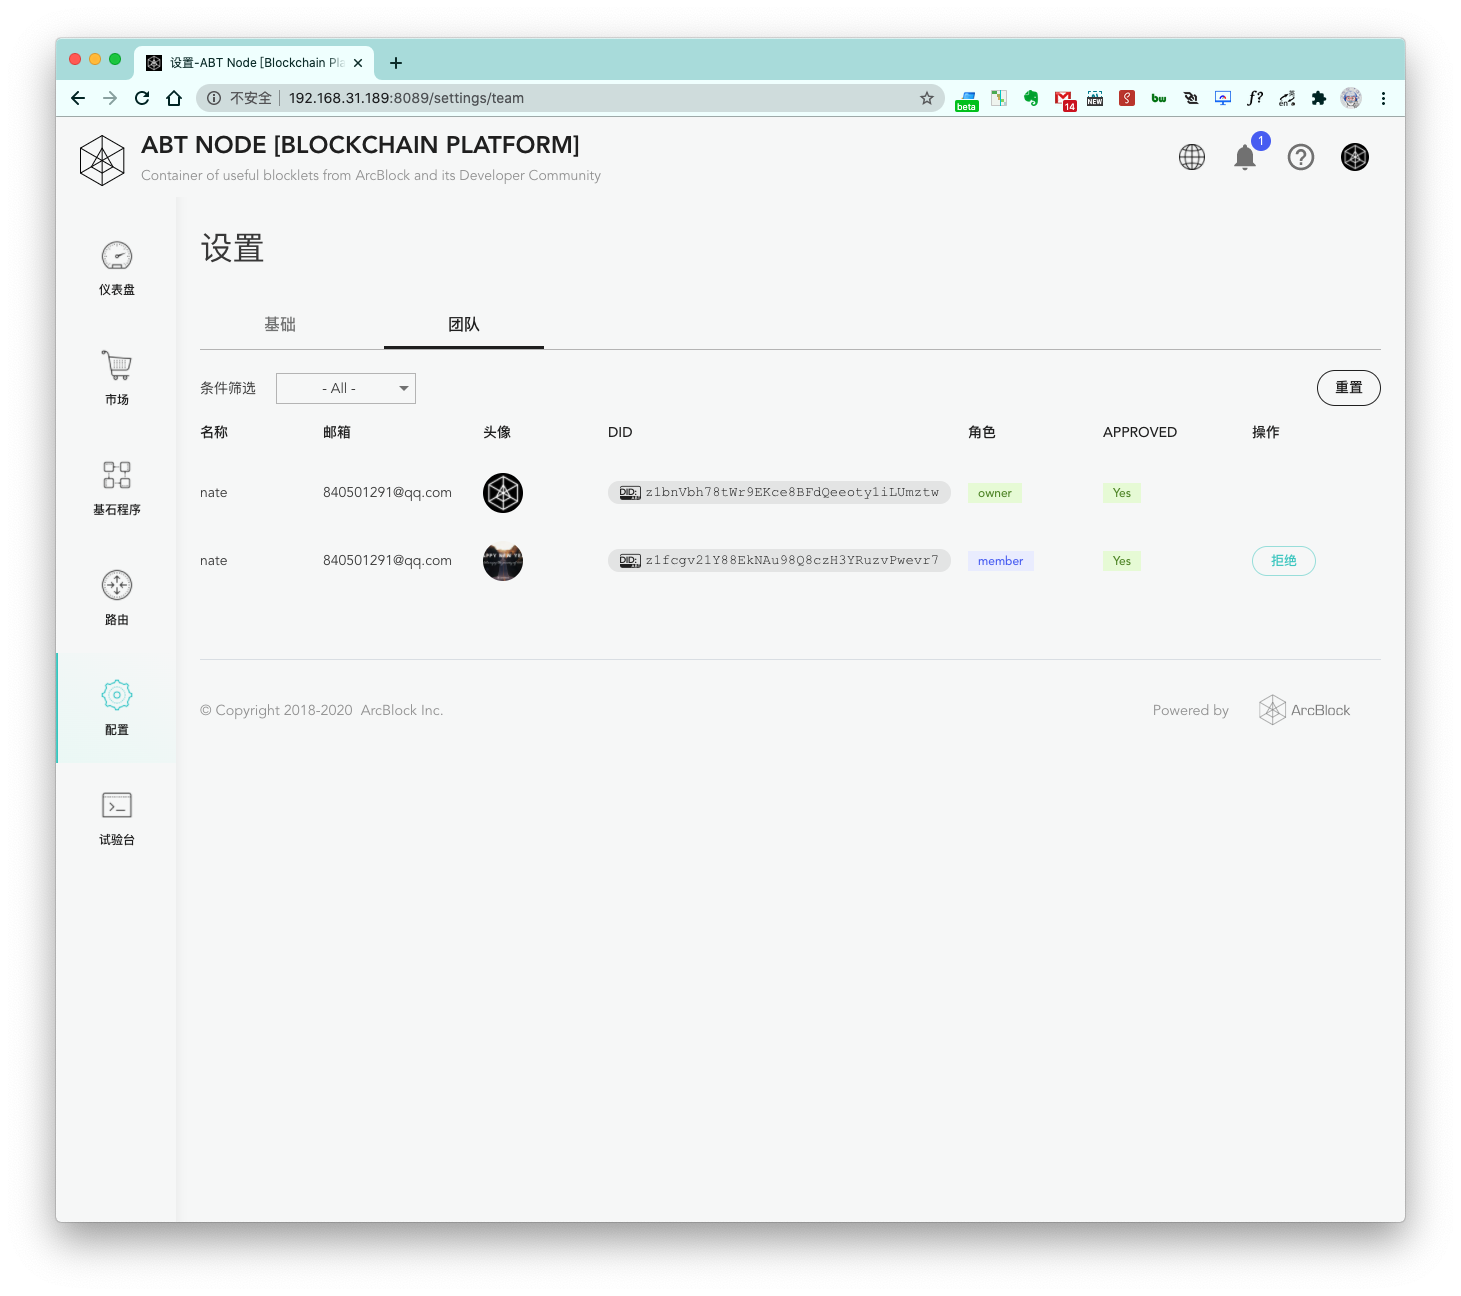 设置-ABT Node [Blockchain Pla
不安全 192.168.31.189:8089/settings/team
beta
14
NEW
bw
f?
en
ABT NODE [BLOCKCHAIN PLATFORM]
Container of useful blocklets from ArcBlock and its Developer Community
1
仪表盘
市场
基石程序
路由
配置
试验台
设置
基础 团队
条件筛选 - All - 重置
名称 邮箱 头像 DID 角色 APPROVED 操作
nate 840501291@qq.com DID: z1bnVbh78tWr9EKce8BFdQeeoty1iLUmztw owner Yes
nate 840501291@qq.com DID: z1fcgv21Y88EkNAu98Q8czH3YRuzvPwevr7 member Yes 拒绝
© Copyright 2018-2020 ArcBlock Inc. Powered by ArcBlock